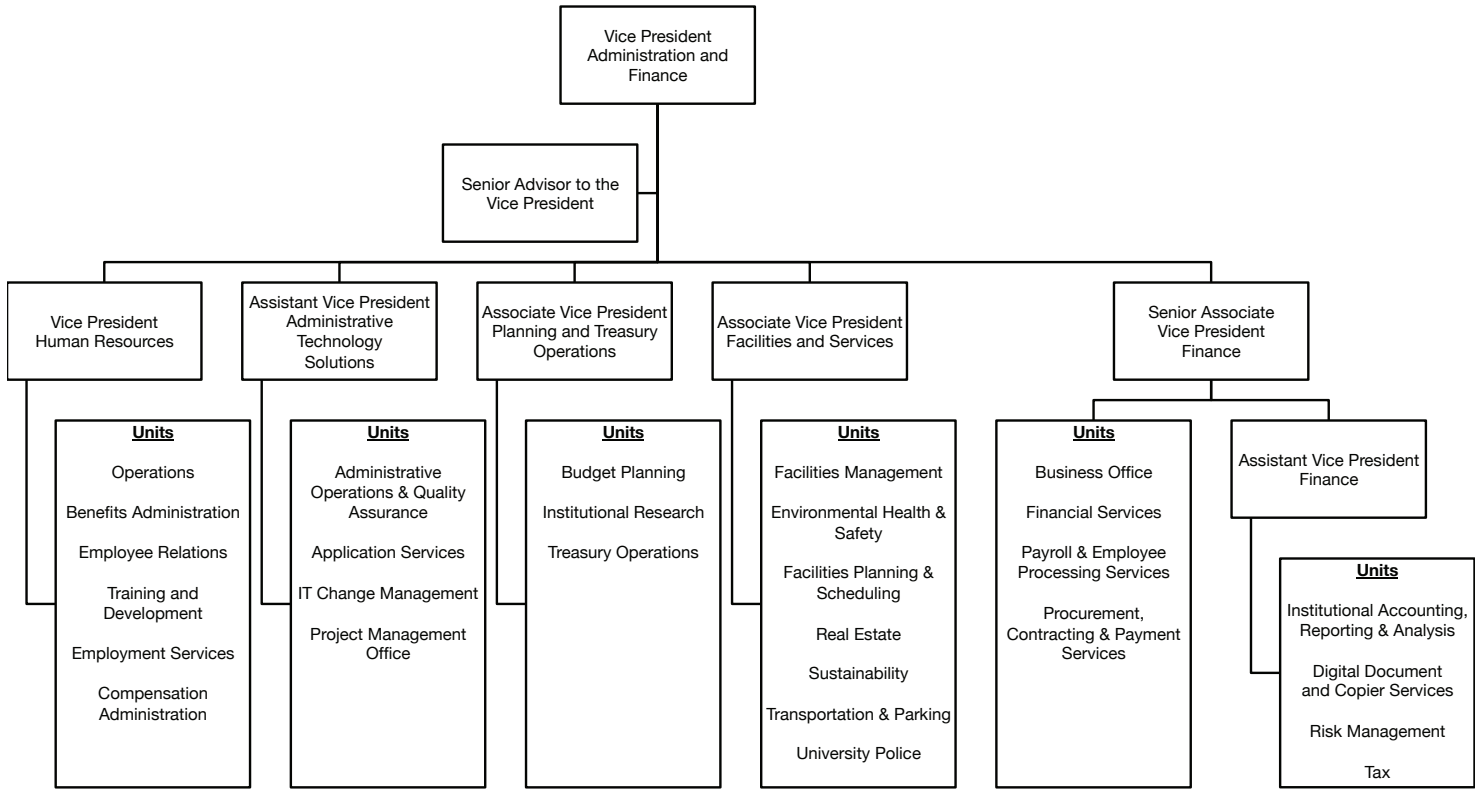 Vice President
Administration and
Finance
Senior Advisor to the
Vice President
Vice President
Human Resources
Assistant Vice President
Administrative
Technology
Solutions
Associate Vice President
Planning and Treasury
Operations
Associate Vice President
Facilities and Services
Senior Associate
Vice President
Finance
Units
Operations
Benefits Administration
Employee Relations
Training and
Development
Employment Services
Compensation
Administration
Units
Administrative
Operations & Quality
Assurance
Application Services
IT Change Management
Project Management
Office
Units
Budget Planning
Institutional Research
Treasury Operations
Units
Facilities Management
Environmental Health &
Safety
Facilities Planning &
Scheduling
Real Estate
Sustainability
Transportation & Parking
University Police
Units
Business Office
Financial Services
Payroll & Employee
Processing Services
Procurement,
Contracting & Payment
Services
Assistant Vice President
Finance
Units
Institutional Accounting,
Reporting & Analysis
Digital Document
and Copier Services
Risk Management
Tax